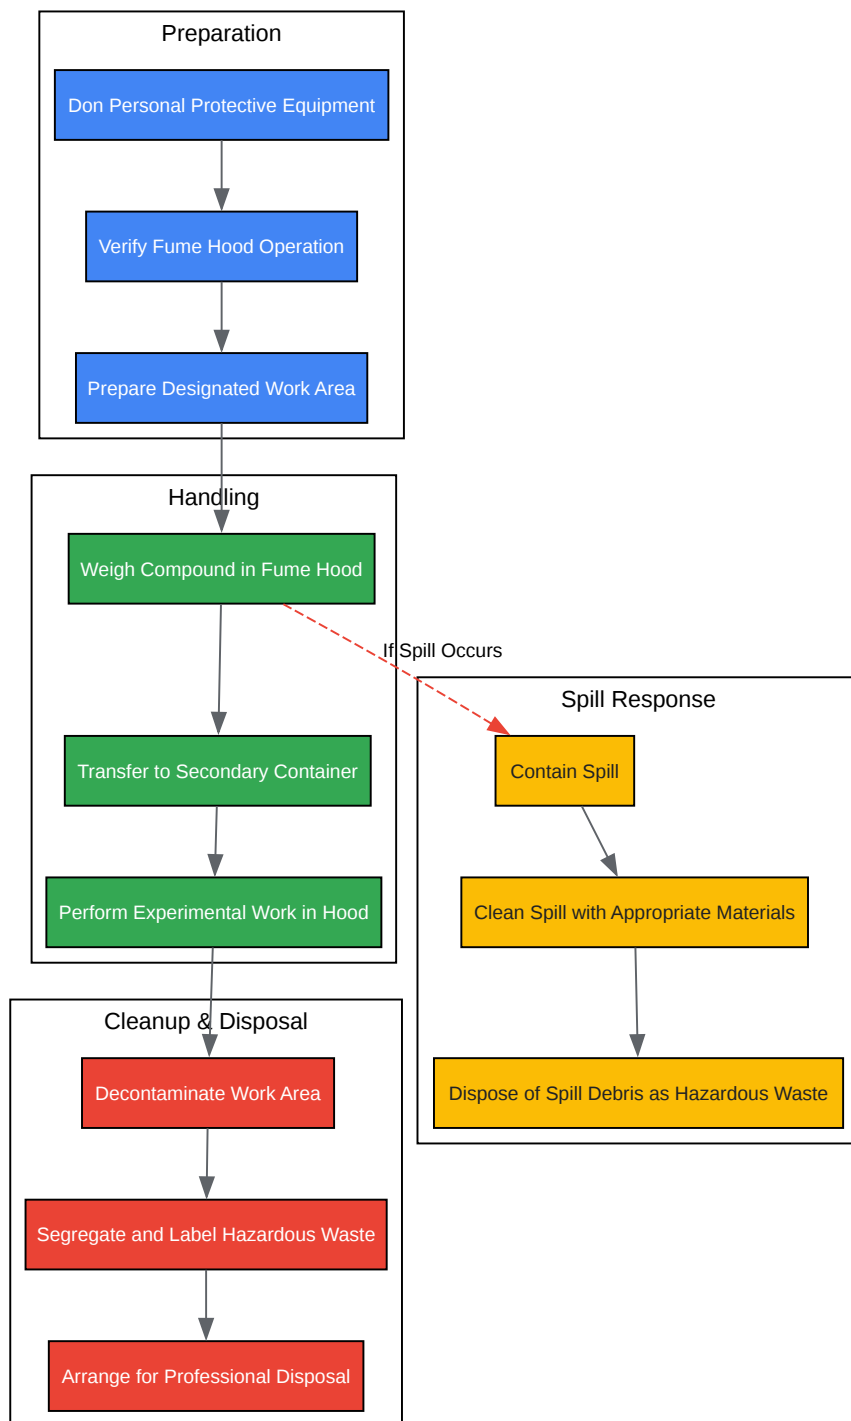 Preparation
Don Personal Protective Equipment
Verify Fume Hood Operation
Prepare Designated Work Area
Handling
Weigh Compound in Fume Hood
If Spill Occurs
Transfer to Secondary Container
Perform Experimental Work in Hood
Spill Response
Contain Spill
Clean Spill with Appropriate Materials
Dispose of Spill Debris as Hazardous Waste
Cleanup & Disposal
Decontaminate Work Area
Segregate and Label Hazardous Waste
Arrange for Professional Disposal